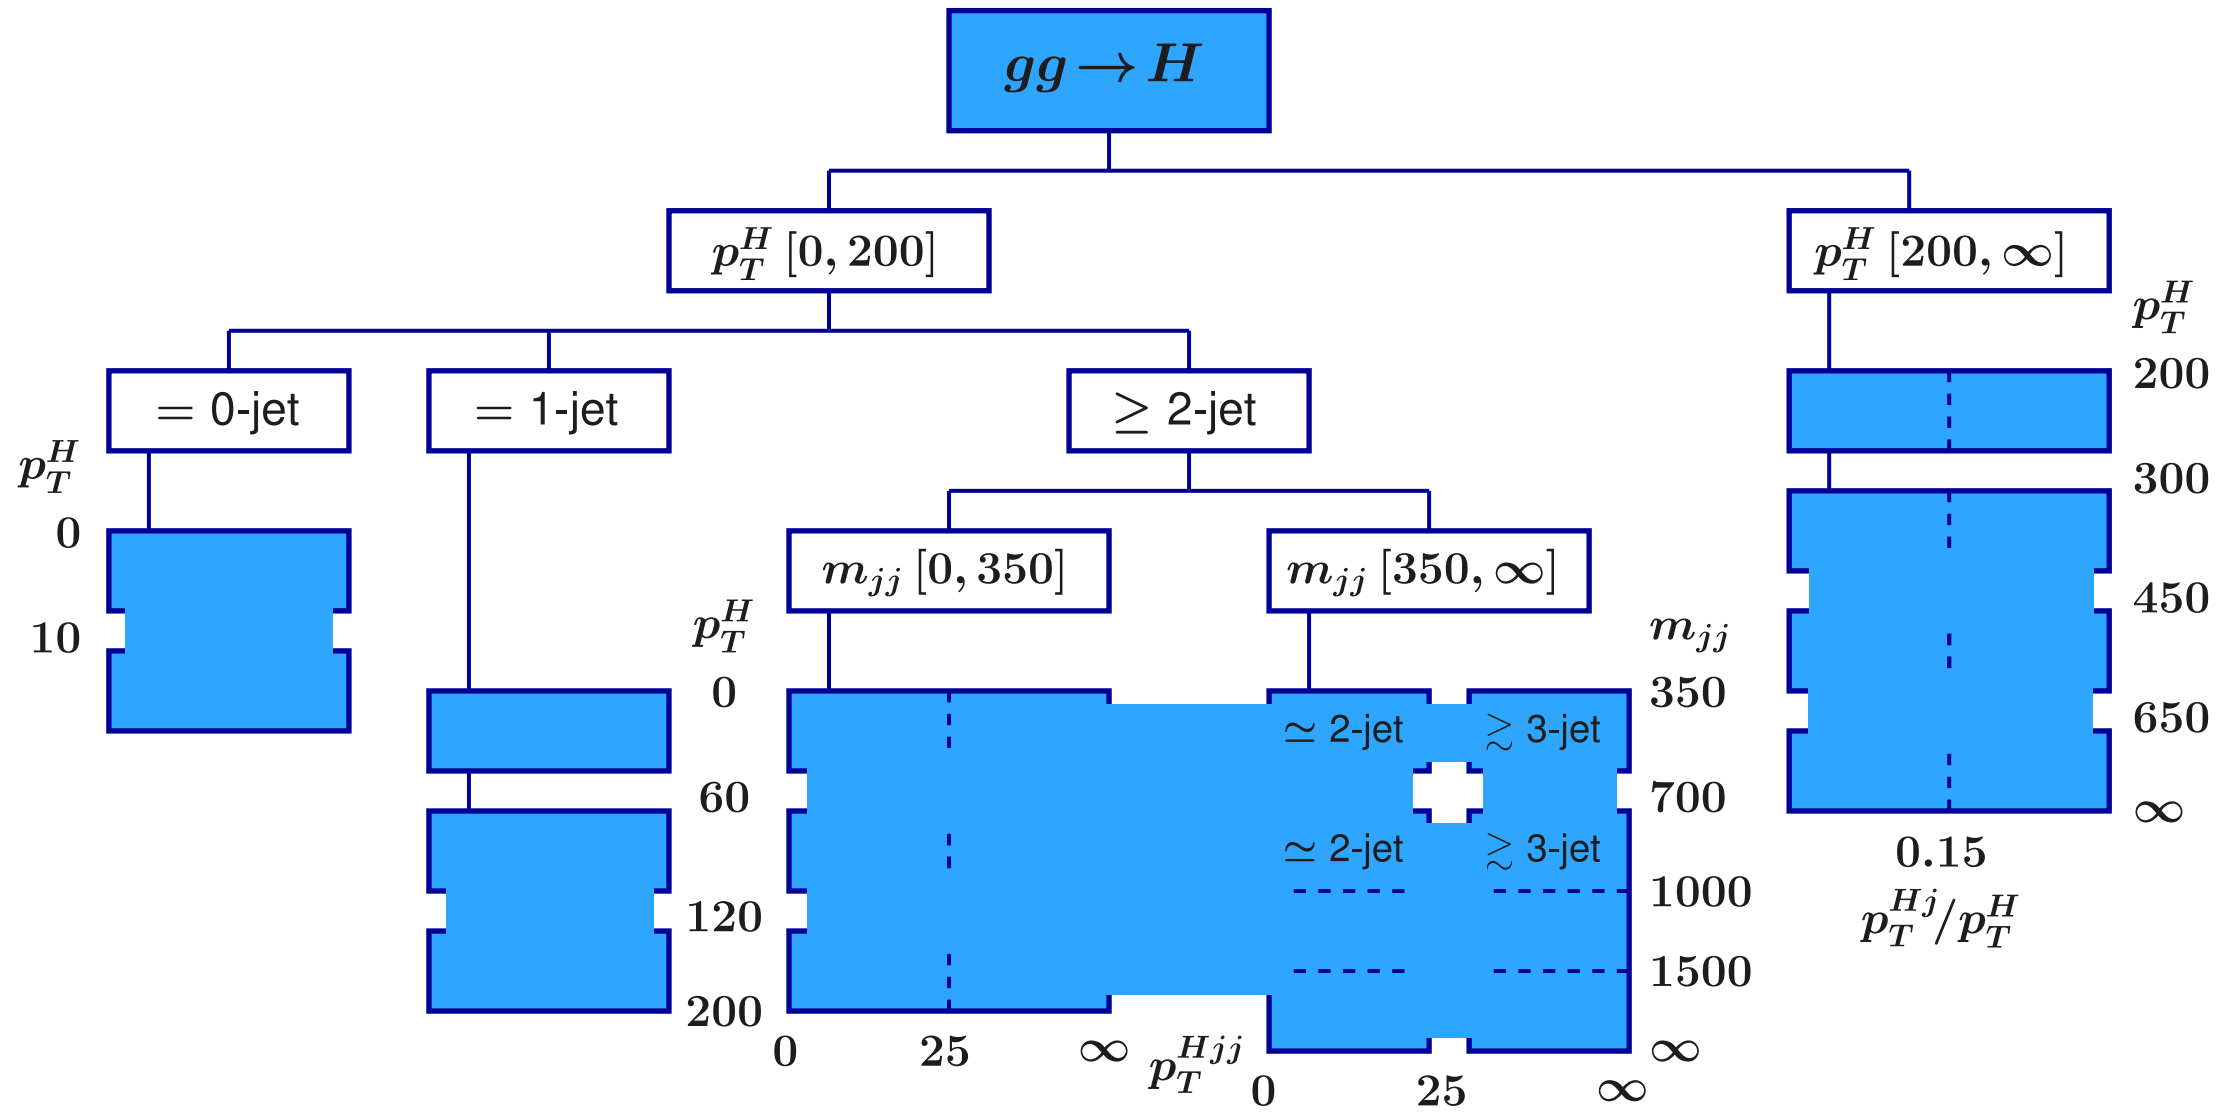 gg → H
p_T^H [0, 200]
p_T^H [200, ∞]
p_T^H
= 0-jet
= 1-jet
≥ 2-jet
200
p_T^H
300
0
m_jj [0, 350]
m_jj [350, ∞]
450
10
p_T^H
m_jj
0
350
650
≃ 2-jet
≳ 3-jet
60
700
∞
≃ 2-jet
≳ 3-jet
0.15
1000
120
p_T^Hj / p_T^H
1500
200
0
25
∞
p_T^Hjj
∞
0
25
∞